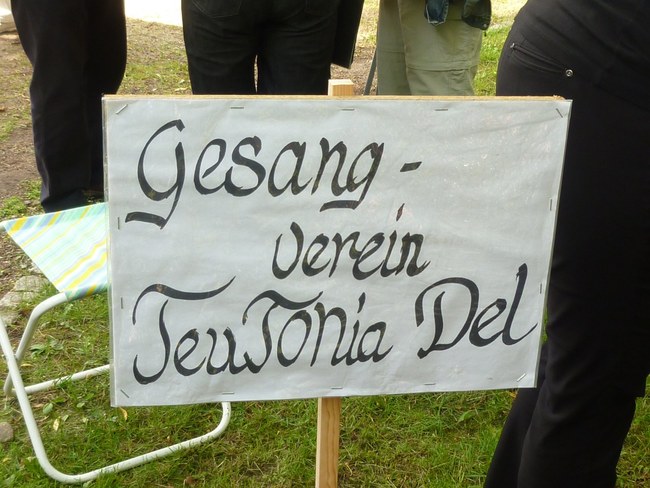 Gesang-
verein
Teutonia Del